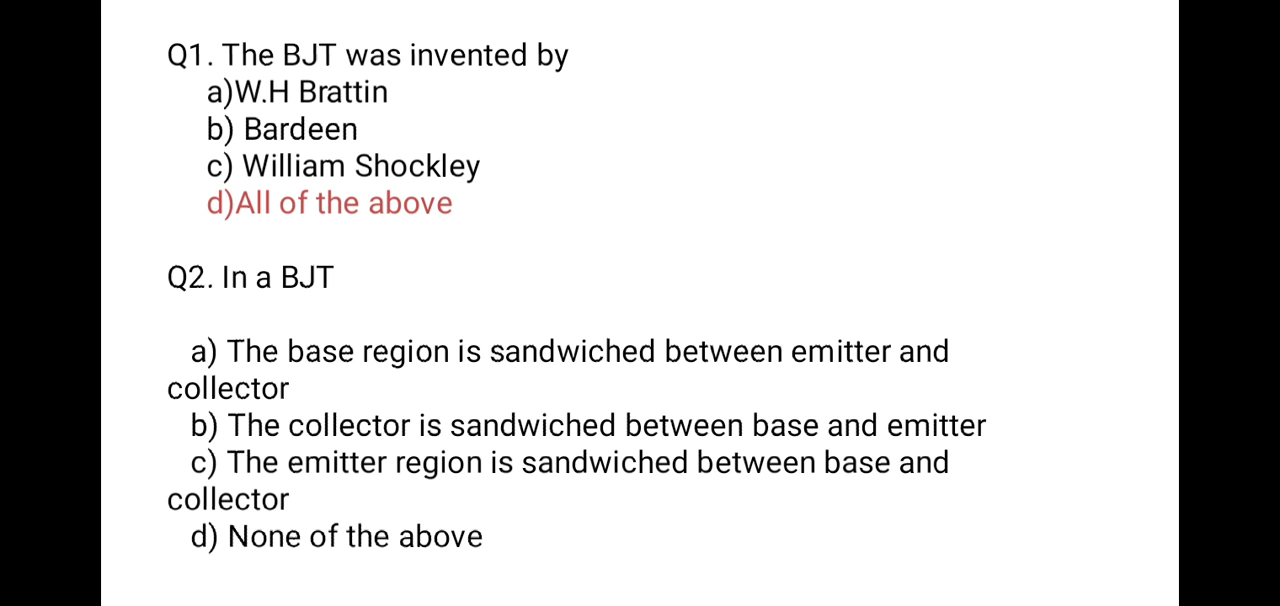 Q1. The BJT was invented by
a)W.H Brattin
b) Bardeen
c) William Shockley
d)All of the above
Q2. In a BJT
a) The base region is sandwiched between emitter and
collector
b) The collector is sandwiched between base and emitter
c) The emitter region is sandwiched between base and
collector
d) None of the above